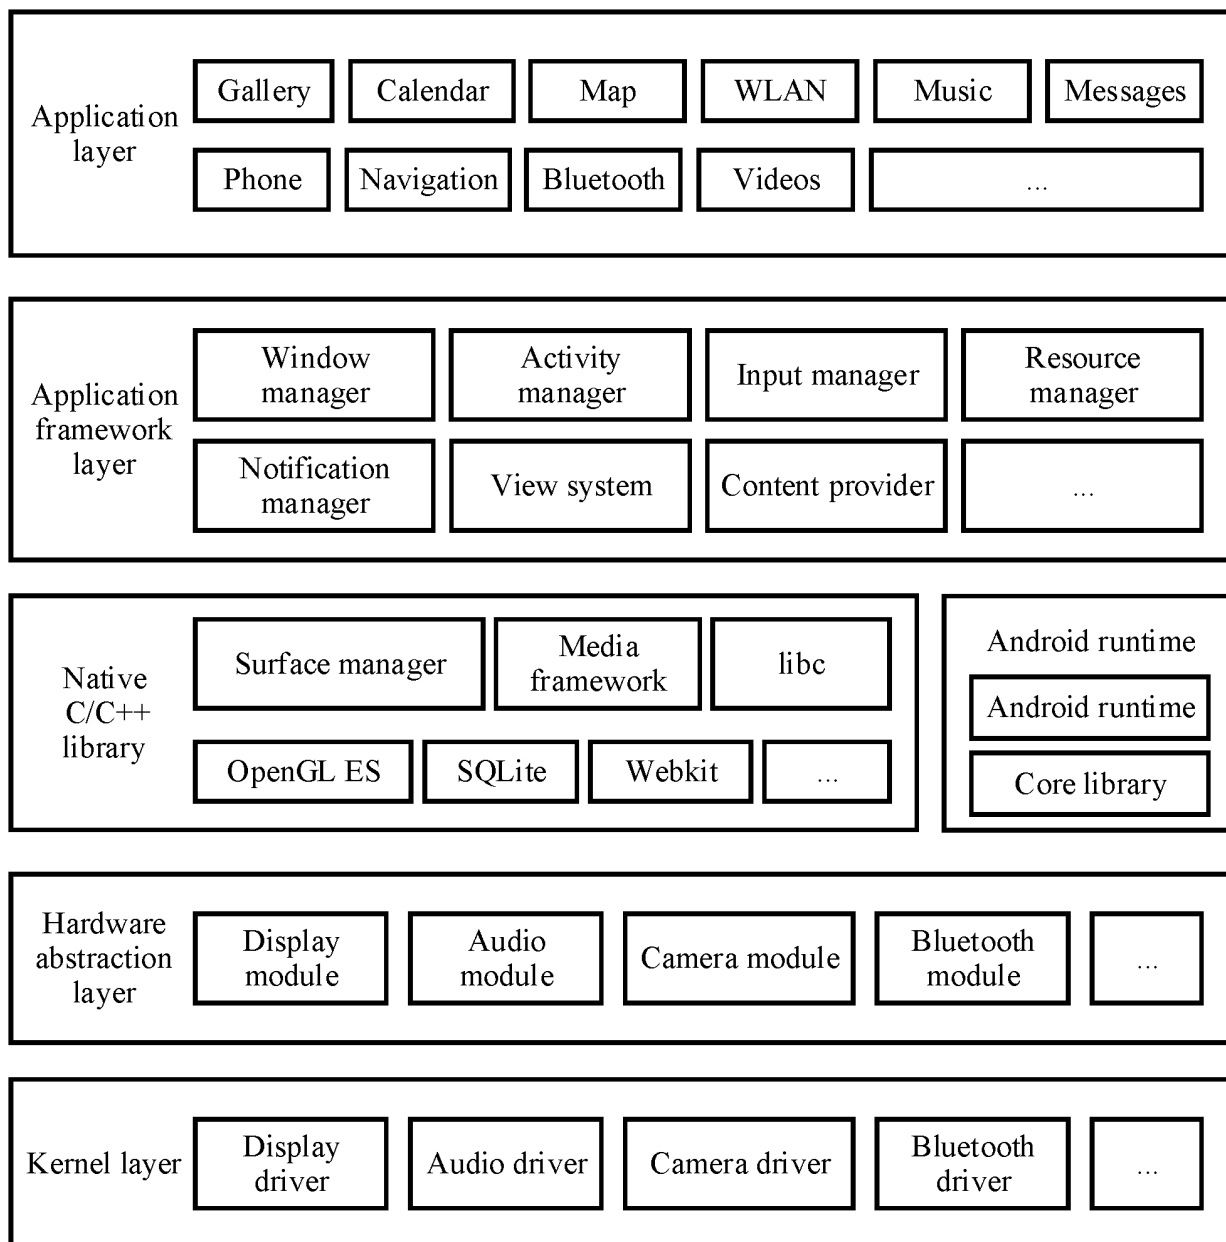 Application
layer
Gallery
Calendar
Map
WLAN
Music
Messages
Phone
Navigation
Bluetooth
Videos
...
Application
framework
layer
Window
manager
Activity
manager
Input manager
Resource
manager
Notification
manager
View system
Content provider
...
Native
C/C++
library
Surface manager
Media
framework
libc
OpenGL ES
SQLite
Webkit
...
Android runtime
Android runtime
Core library
Hardware
abstraction
layer
Display
module
Audio
module
Camera module
Bluetooth
module
...
Kernel layer
Display
driver
Audio driver
Camera driver
Bluetooth
driver
...